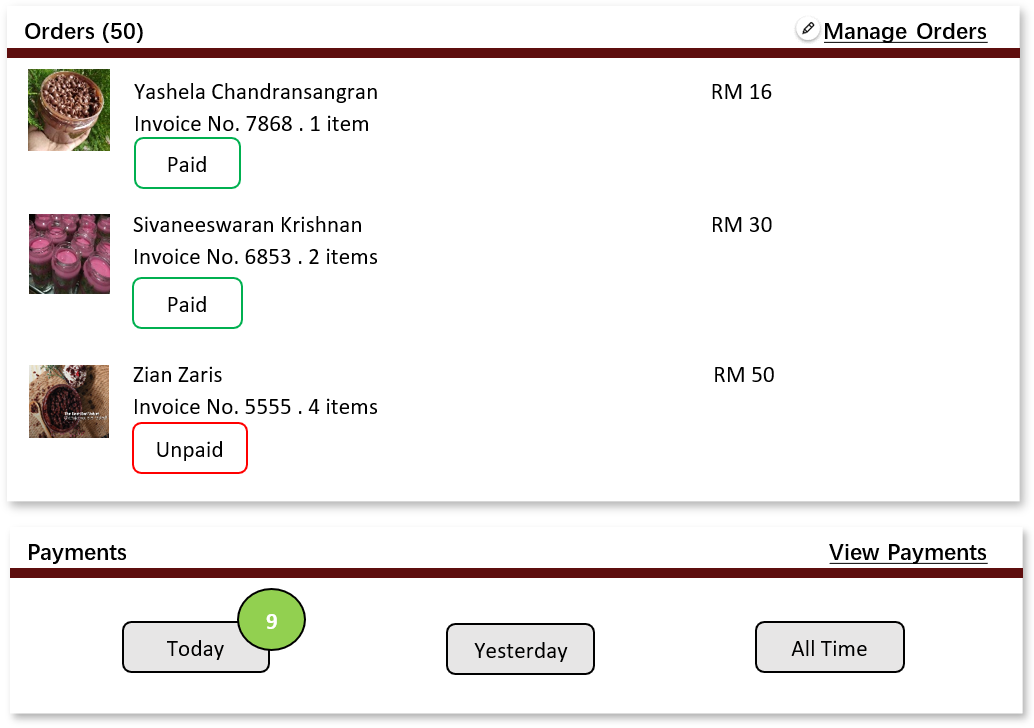 Orders (50)
Manage Orders
Yashela Chandransangran
RM 16
Invoice No. 7868 . 1 item
Paid
Sivaneeswaran Krishnan
RM 30
Invoice No. 6853 . 2 items
Paid
Zian Zaris
RM 50
Invoice No. 5555 . 4 items
Unpaid
Payments
View Payments
9
Today
Yesterday
All Time